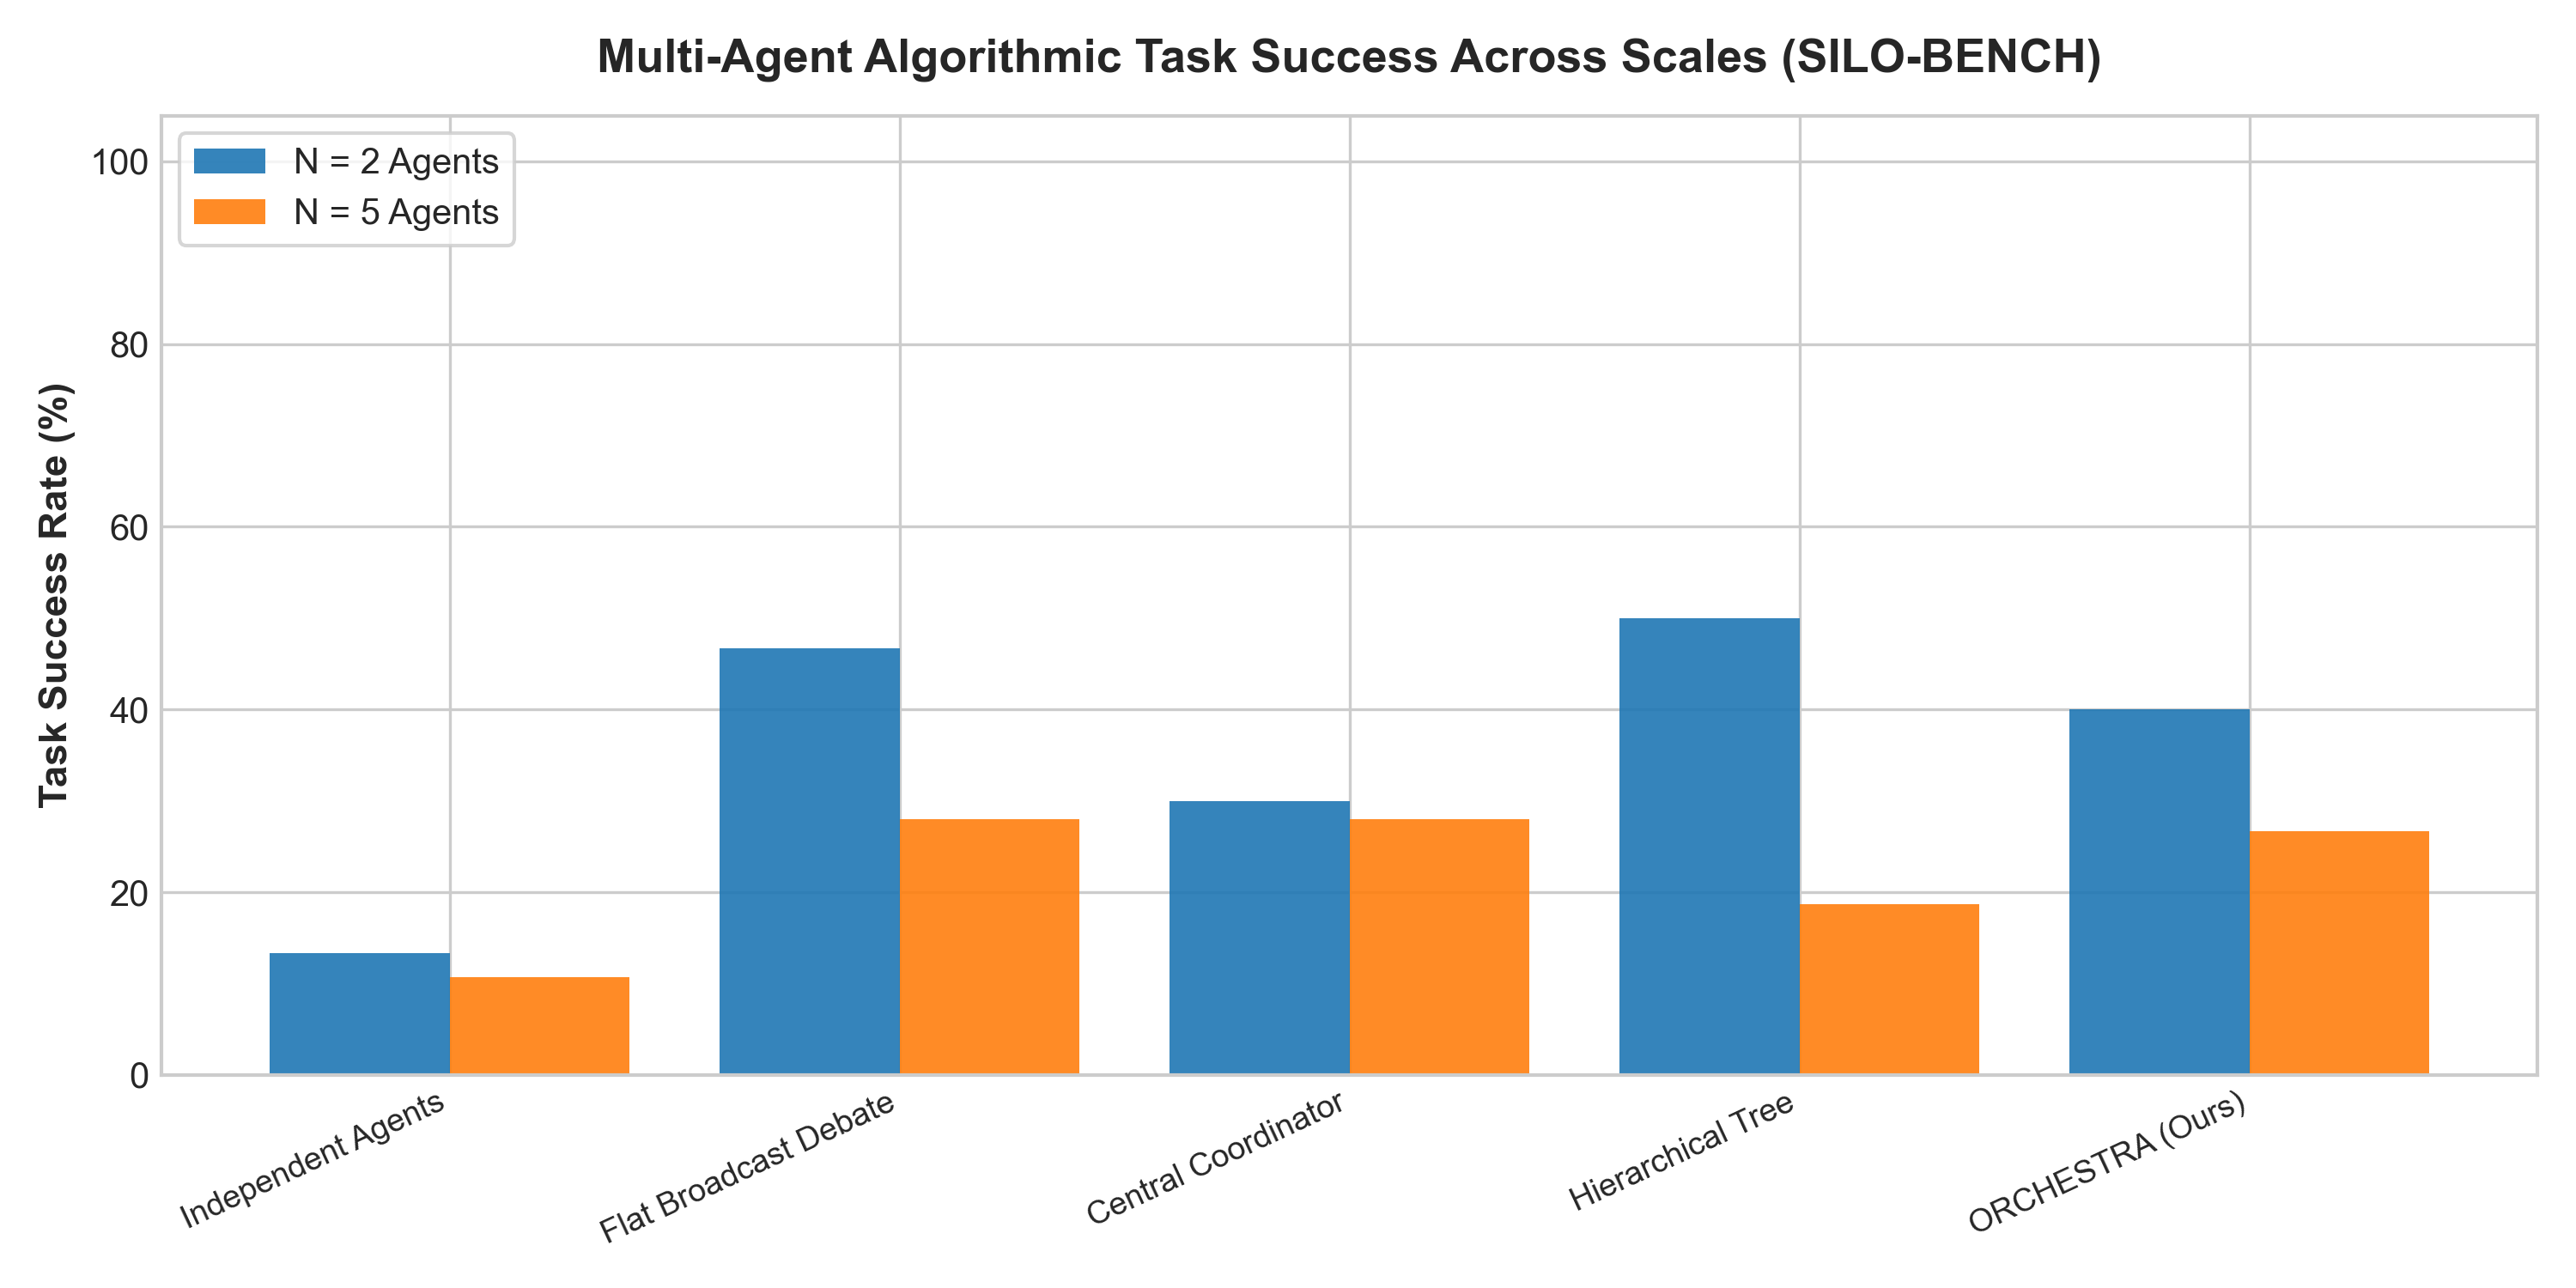 Multi-Agent Algorithmic Task Success Across Scales (SILO-BENCH)
N = 2 Agents
N = 5 Agents
Task Success Rate (%)
100
80
60
40
20
0
Independent Agents
Flat Broadcast Debate
Central Coordinator
Hierarchical Tree
ORCHESTRA (Ours)